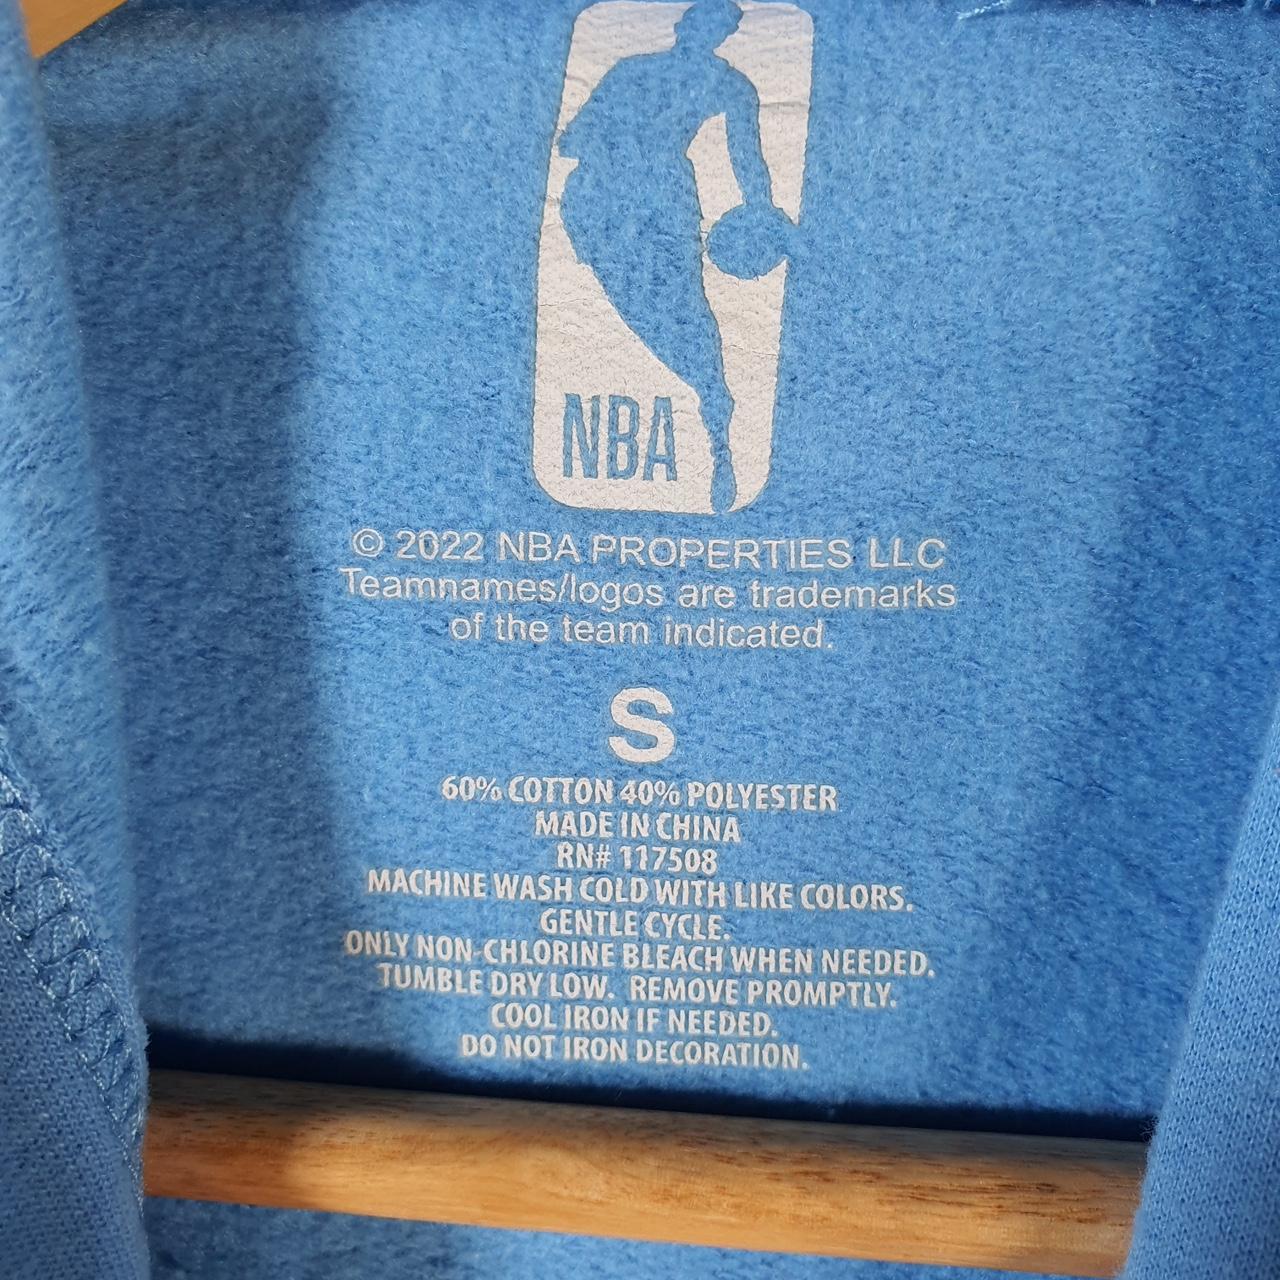 NBA
© 2022 NBA PROPERTIES LLC
Teamnames/logos are trademarks
of the team indicated.
S
60% COTTON 40% POLYESTER
MADE IN CHINA
RN# 117508
MACHINE WASH COLD WITH LIKE COLORS.
GENTLE CYCLE.
ONLY NON-CHLORINE BLEACH WHEN NEEDED.
TUMBLE DRY LOW. REMOVE PROMPTLY.
COOL IRON IF NEEDED.
DO NOT IRON DECORATION.